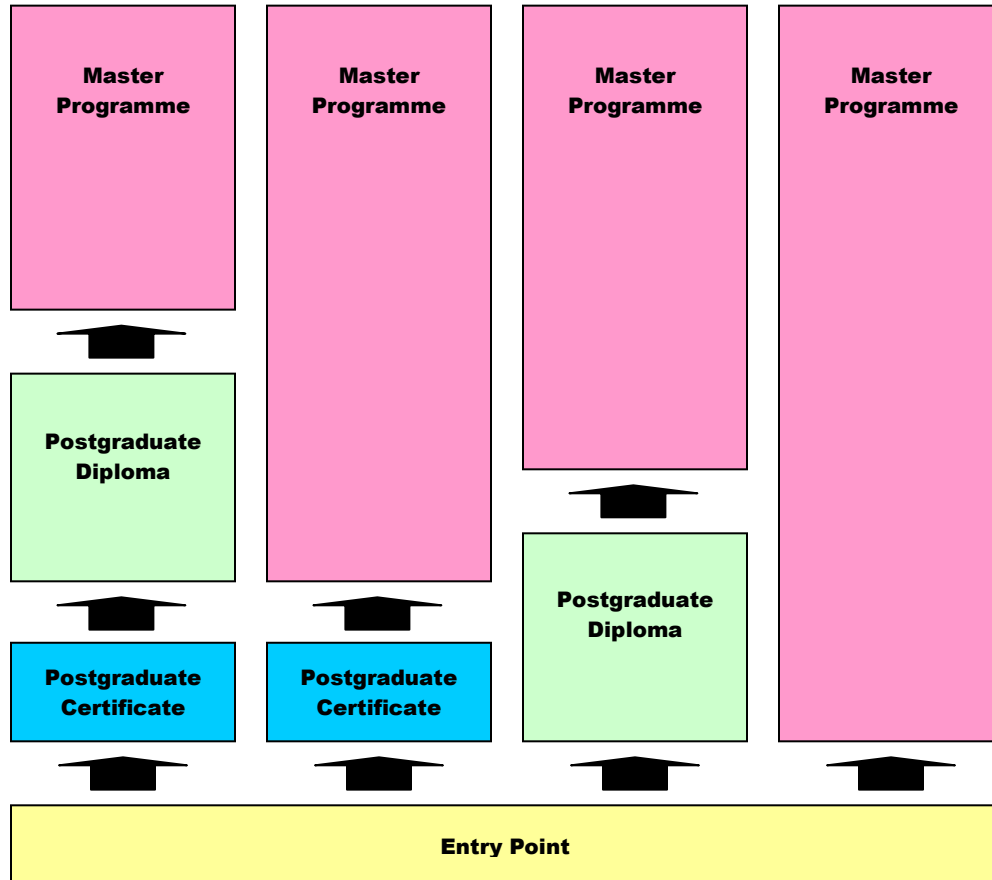 Master
Programme
Master
Programme
Master
Programme
Master
Programme
Postgraduate
Diploma
Postgraduate
Diploma
Postgraduate
Certificate
Postgraduate
Certificate
Entry Point